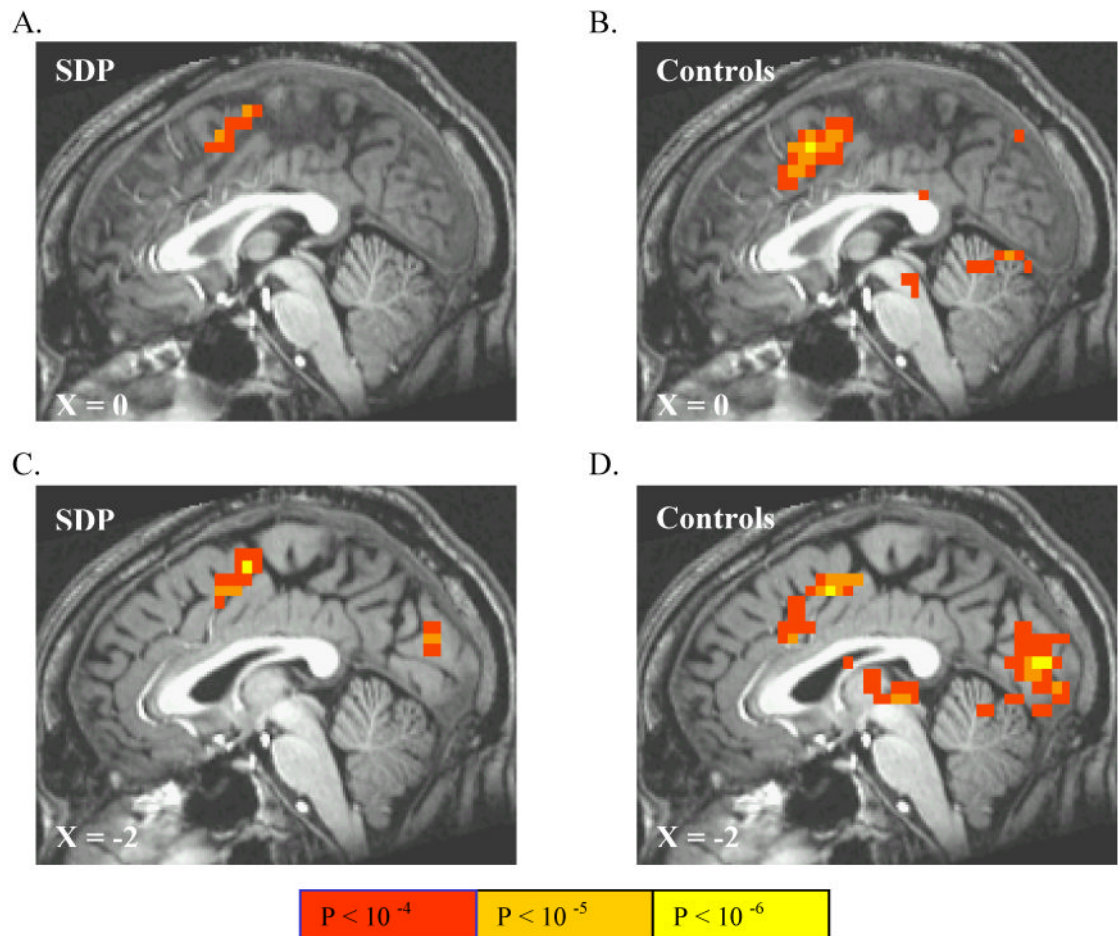 A.
B.
SDP
Controls
X = 0
X = 0
C.
D.
SDP
Controls
X = -2
X = -2
P < 10 -4
P < 10 -5
P < 10 -6